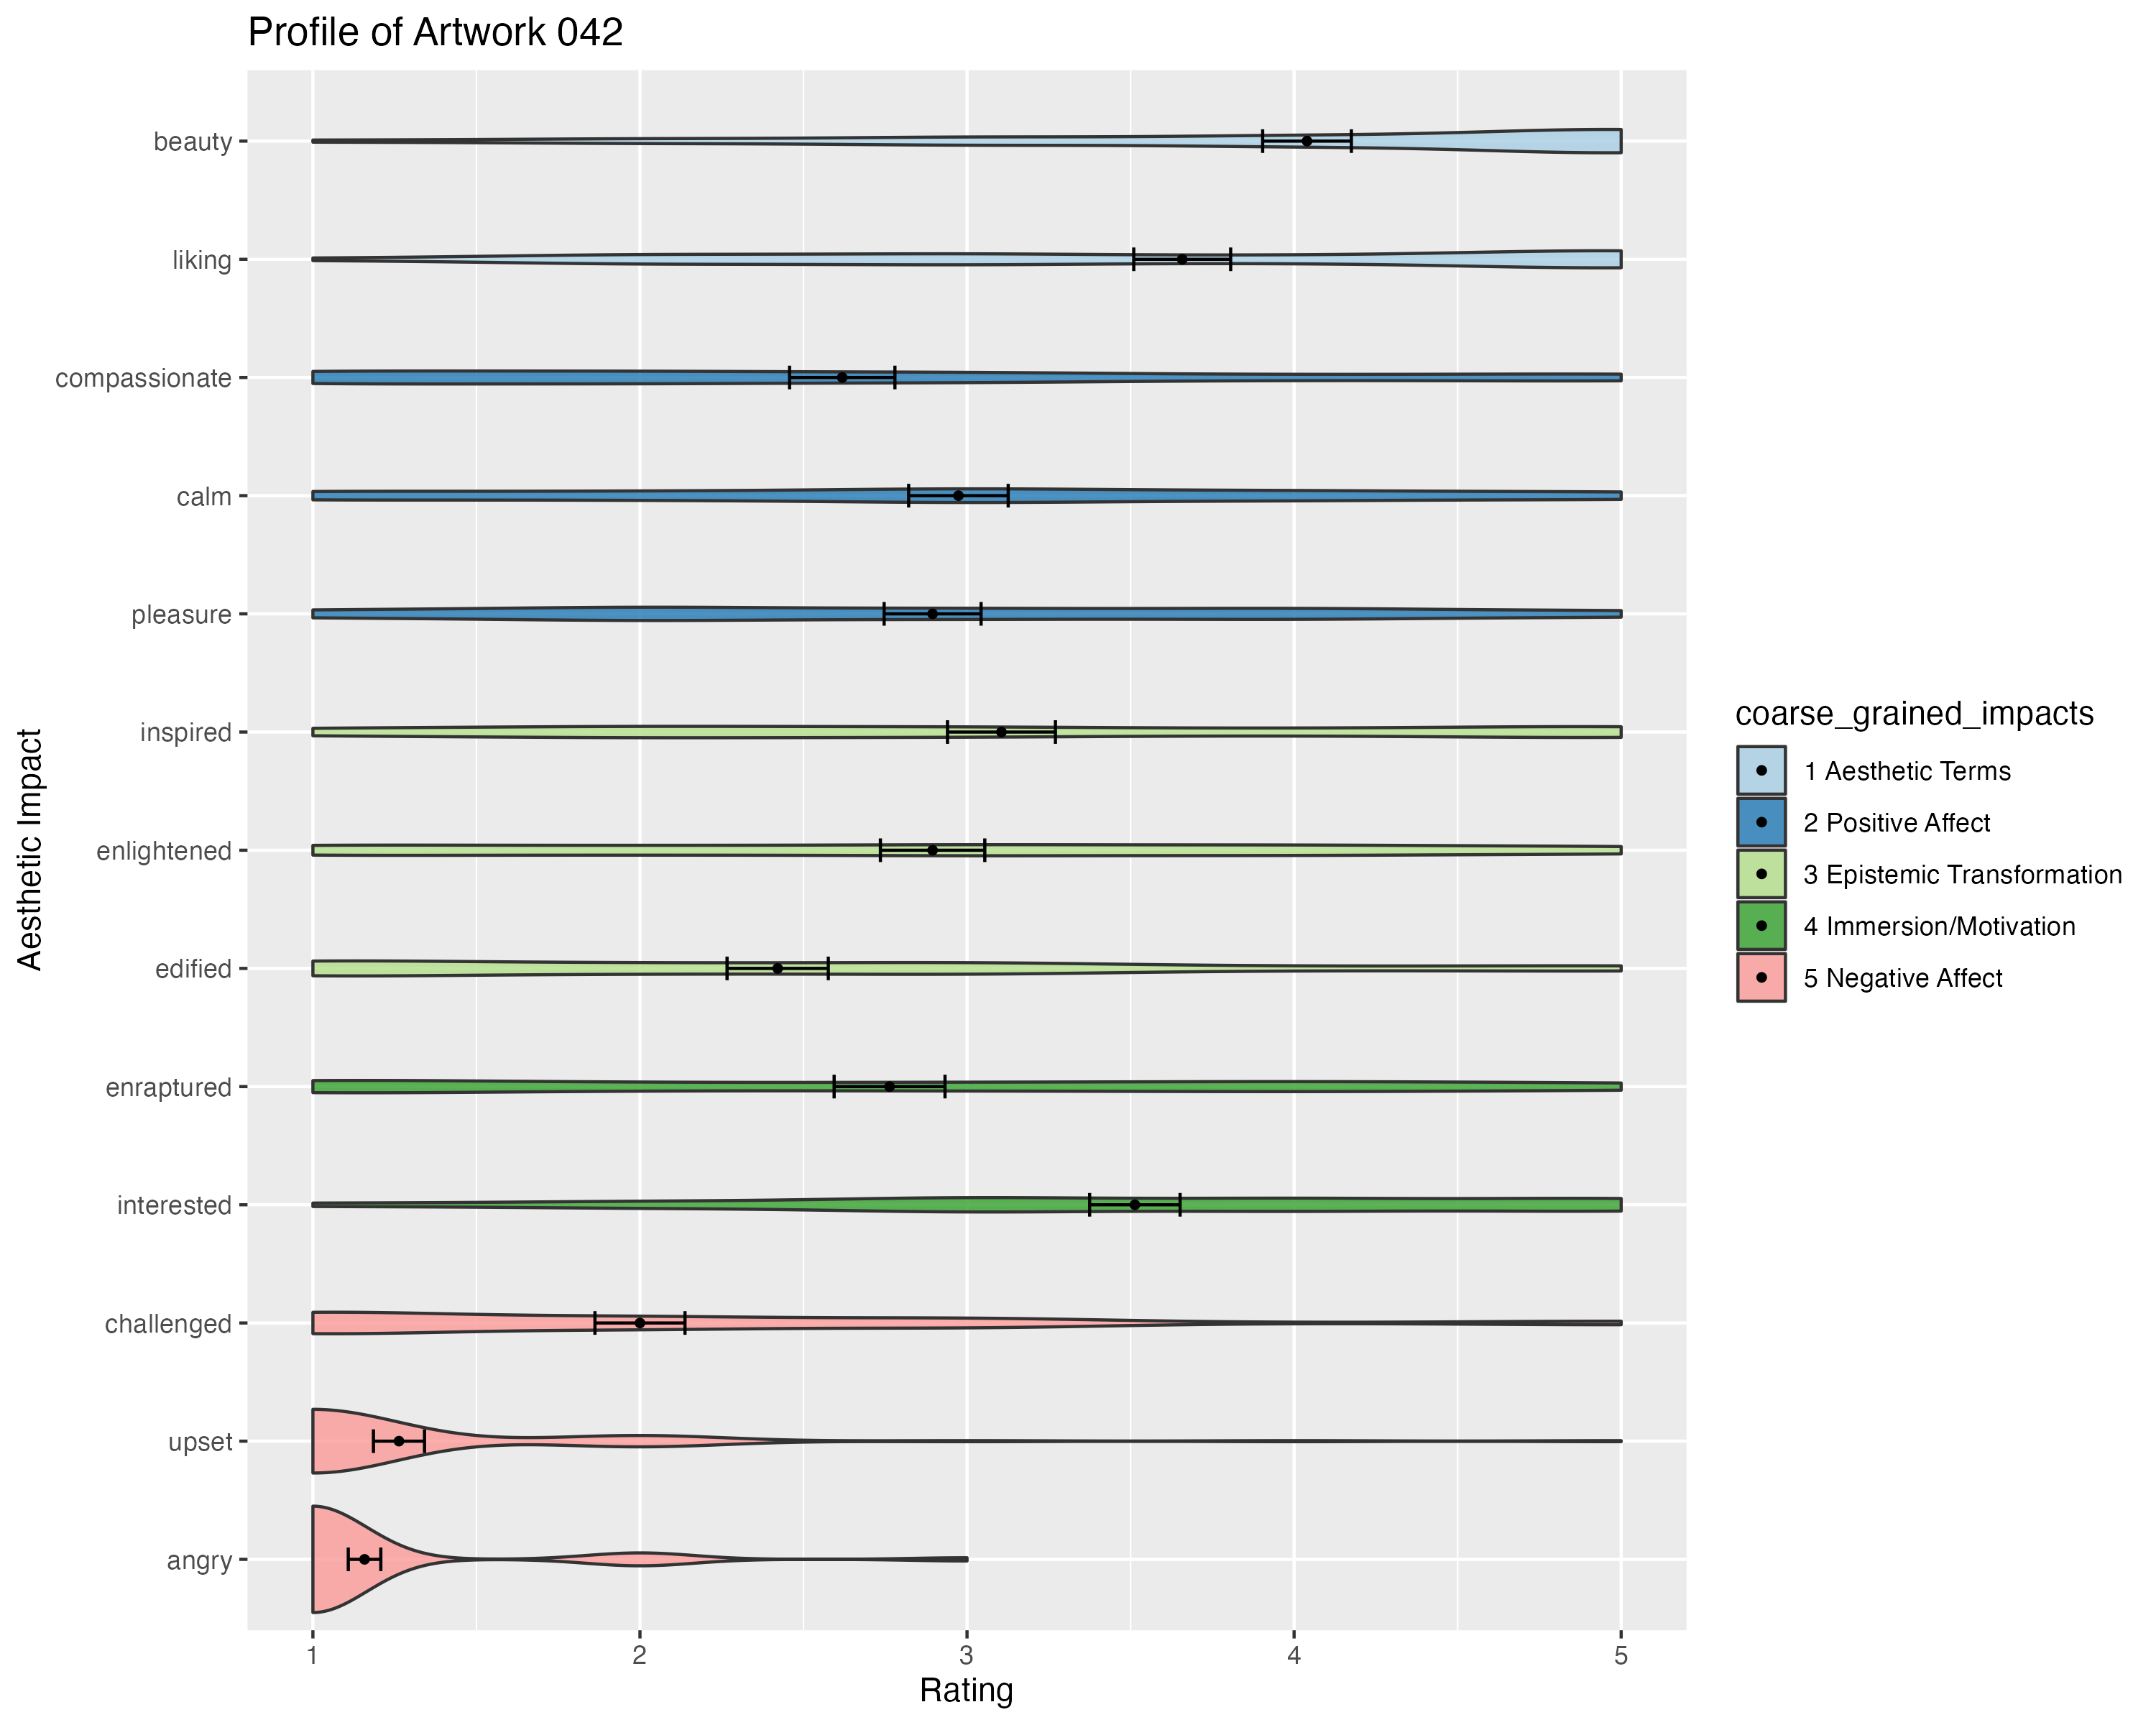 Profile of Artwork 042
Aesthetic Impact
beauty
liking
compassionate
calm
pleasure
inspired
enlightened
edified
enraptured
interested
challenged
upset
angry
1 2 3 4 5
Rating
coarse_grained_impacts
1 Aesthetic Terms
2 Positive Affect
3 Epistemic Transformation
4 Immersion/Motivation
5 Negative Affect